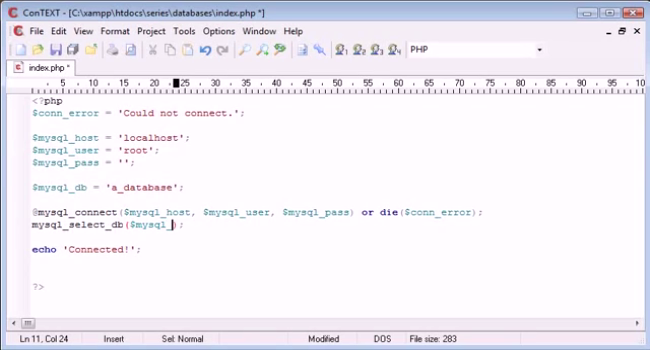 ConTEXT - [C:\xampp\htdocs\series\databases\index.php *]
File Edit View Format Project Tools Options Window Help
PHP
index.php *
5 10 15 20 25 30 35 40 45 50 55 60 65 70 75 80 85 90 95 100
<?php
$conn_error = 'Could not connect.';
$mysql_host = 'localhost';
$mysql_user = 'root';
$mysql_pass = '';
$mysql_db = 'a_database';
@mysql_connect($mysql_host, $mysql_user, $mysql_pass) or die($conn_error);
mysql_select_db($mysql_);
echo 'Connected!';
?>
Ln 11, Col 24 Insert Sel: Normal Modified DOS File size: 283